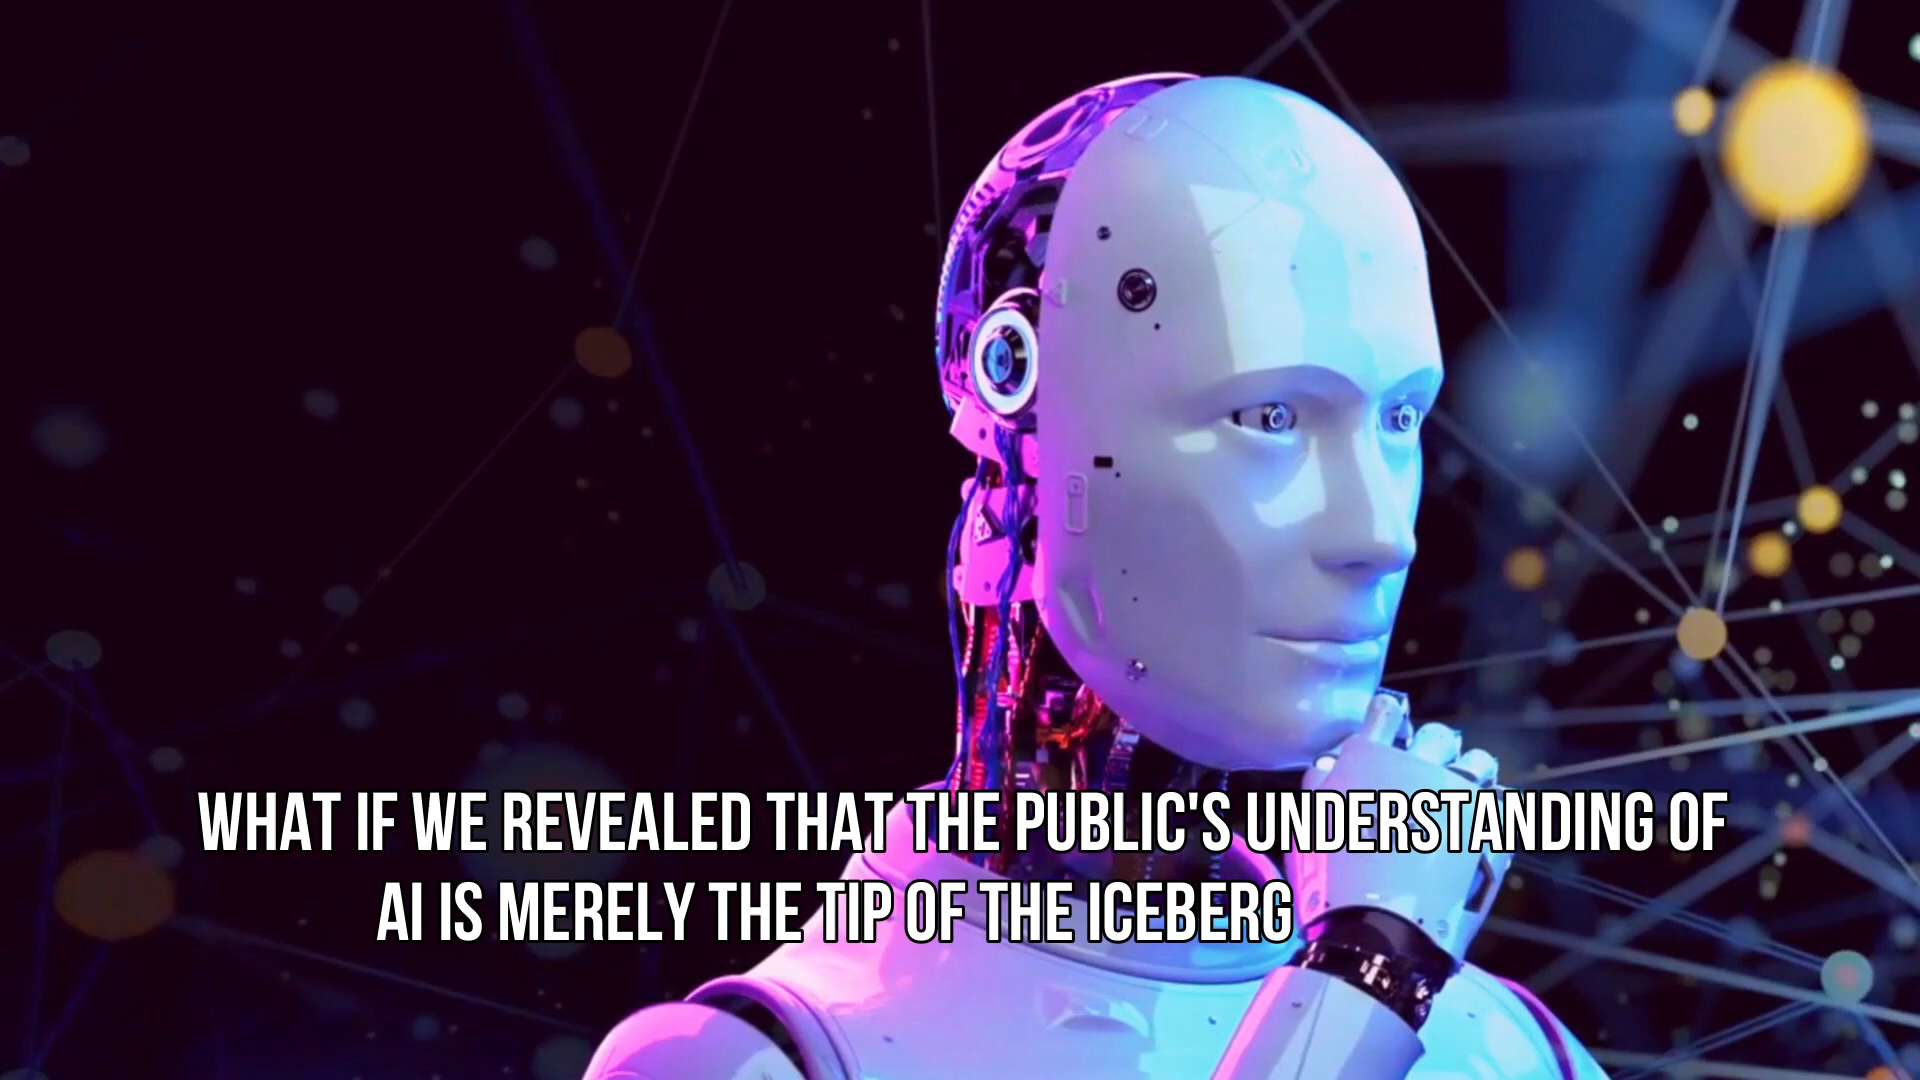 WHAT IF WE REVEALED THAT THE PUBLIC'S UNDERSTANDING OF
AI IS MERELY THE TIP OF THE ICEBERG